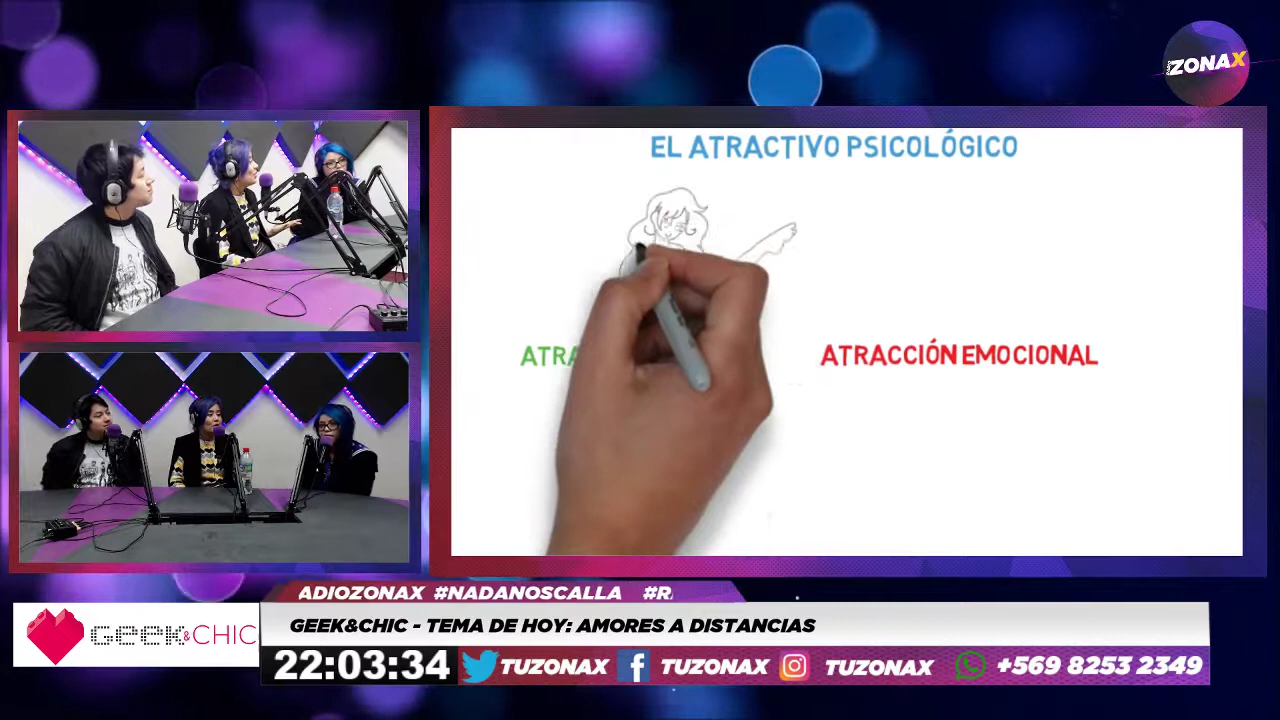 ZONAX
EL ATRACTIVO PSICOLÓGICO
ATRA
ATRACCIÓN EMOCIONAL
ADIOZONAX #NADANOSCALLA #R
GEEK&CHIC
GEEK&CHIC - TEMA DE HOY: AMORES A DISTANCIAS
22:03:34 TUZONAX TUZONAX TUZONAX +569 8253 2349